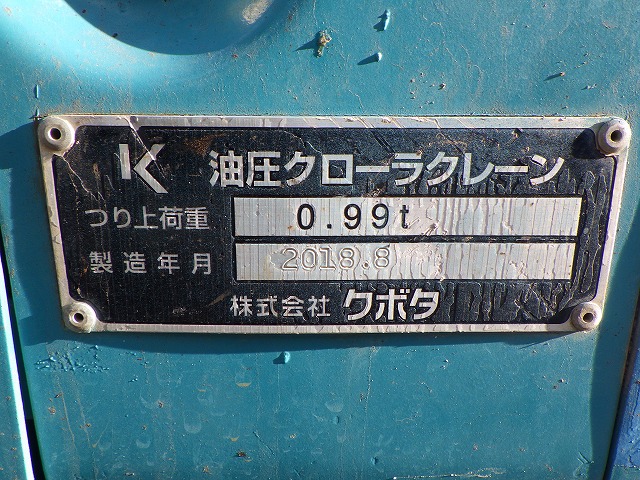 K 油圧クローラクレーン
つり上荷重 0.99t
製造年月 2018.8
株式会社 クボタ